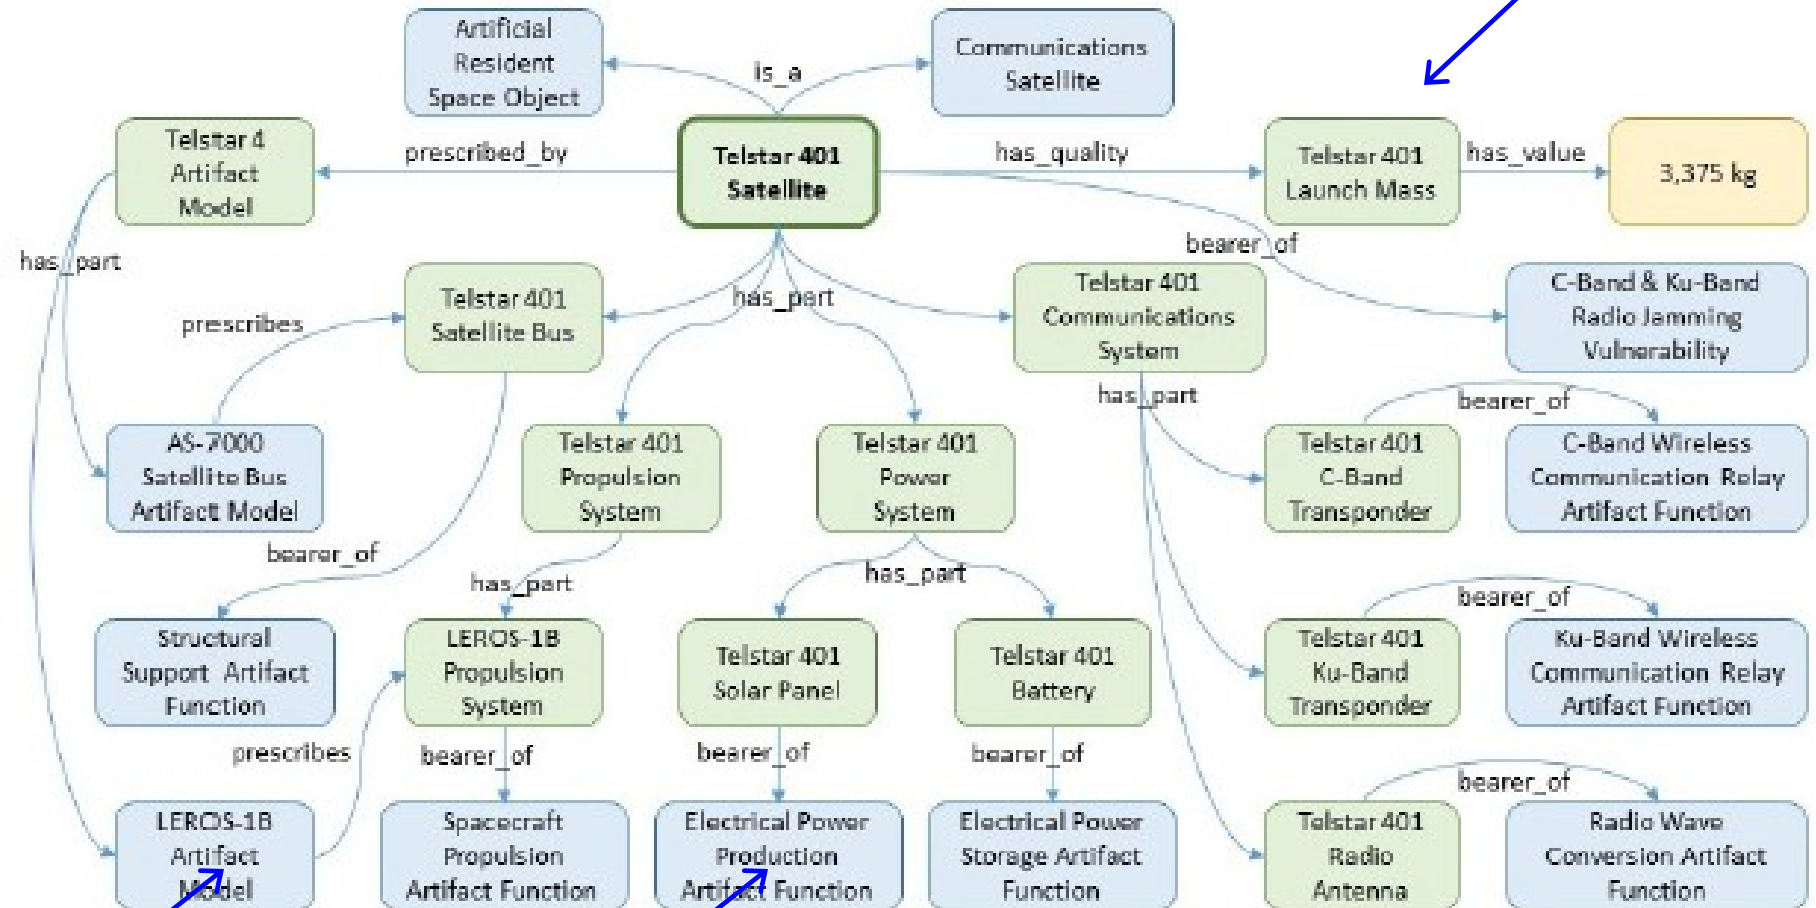 Artificial
Resident
Space Object
is_a
Communications
Satellite
Telstar 4
Artifact
Model
prescribed_by
Telstar 401
Satellite
has_quality
Telstar 401
Launch Mass
has_value
3,375 kg
has_part
prescribes
Telstar 401
Satellite Bus
has_part
Telstar 401
Communications
System
bearer_of
C-Band & Ku-Band
Radio Jamming
Vulnerability
AS-7000
Satellite Bus
Artifact Model
Telstar 401
Propulsion
System
Telstar 401
Power
System
has_part
Telstar 401
C-Band
Transponder
bearer_of
C-Band Wireless
Communication Relay
Artifact Function
bearer_of
has_part
has_part
Structural
Support Artifact
Function
LEROS-1B
Propulsion
System
Telstar 401
Solar Panel
Telstar 401
Battery
Telstar 401
Ku-Band
Transponder
bearer_of
Ku-Band Wireless
Communication Relay
Artifact Function
prescribes
bearer_of
bearer_of
bearer_of
LEROS-1B
Artifact
Model
Spacecraft
Propulsion
Artifact Function
Electrical Power
Production
Artifact Function
Electrical Power
Storage Artifact
Function
Telstar 401
Radio
Antenna
bearer_of
Radio Wave
Conversion Artifact
Function